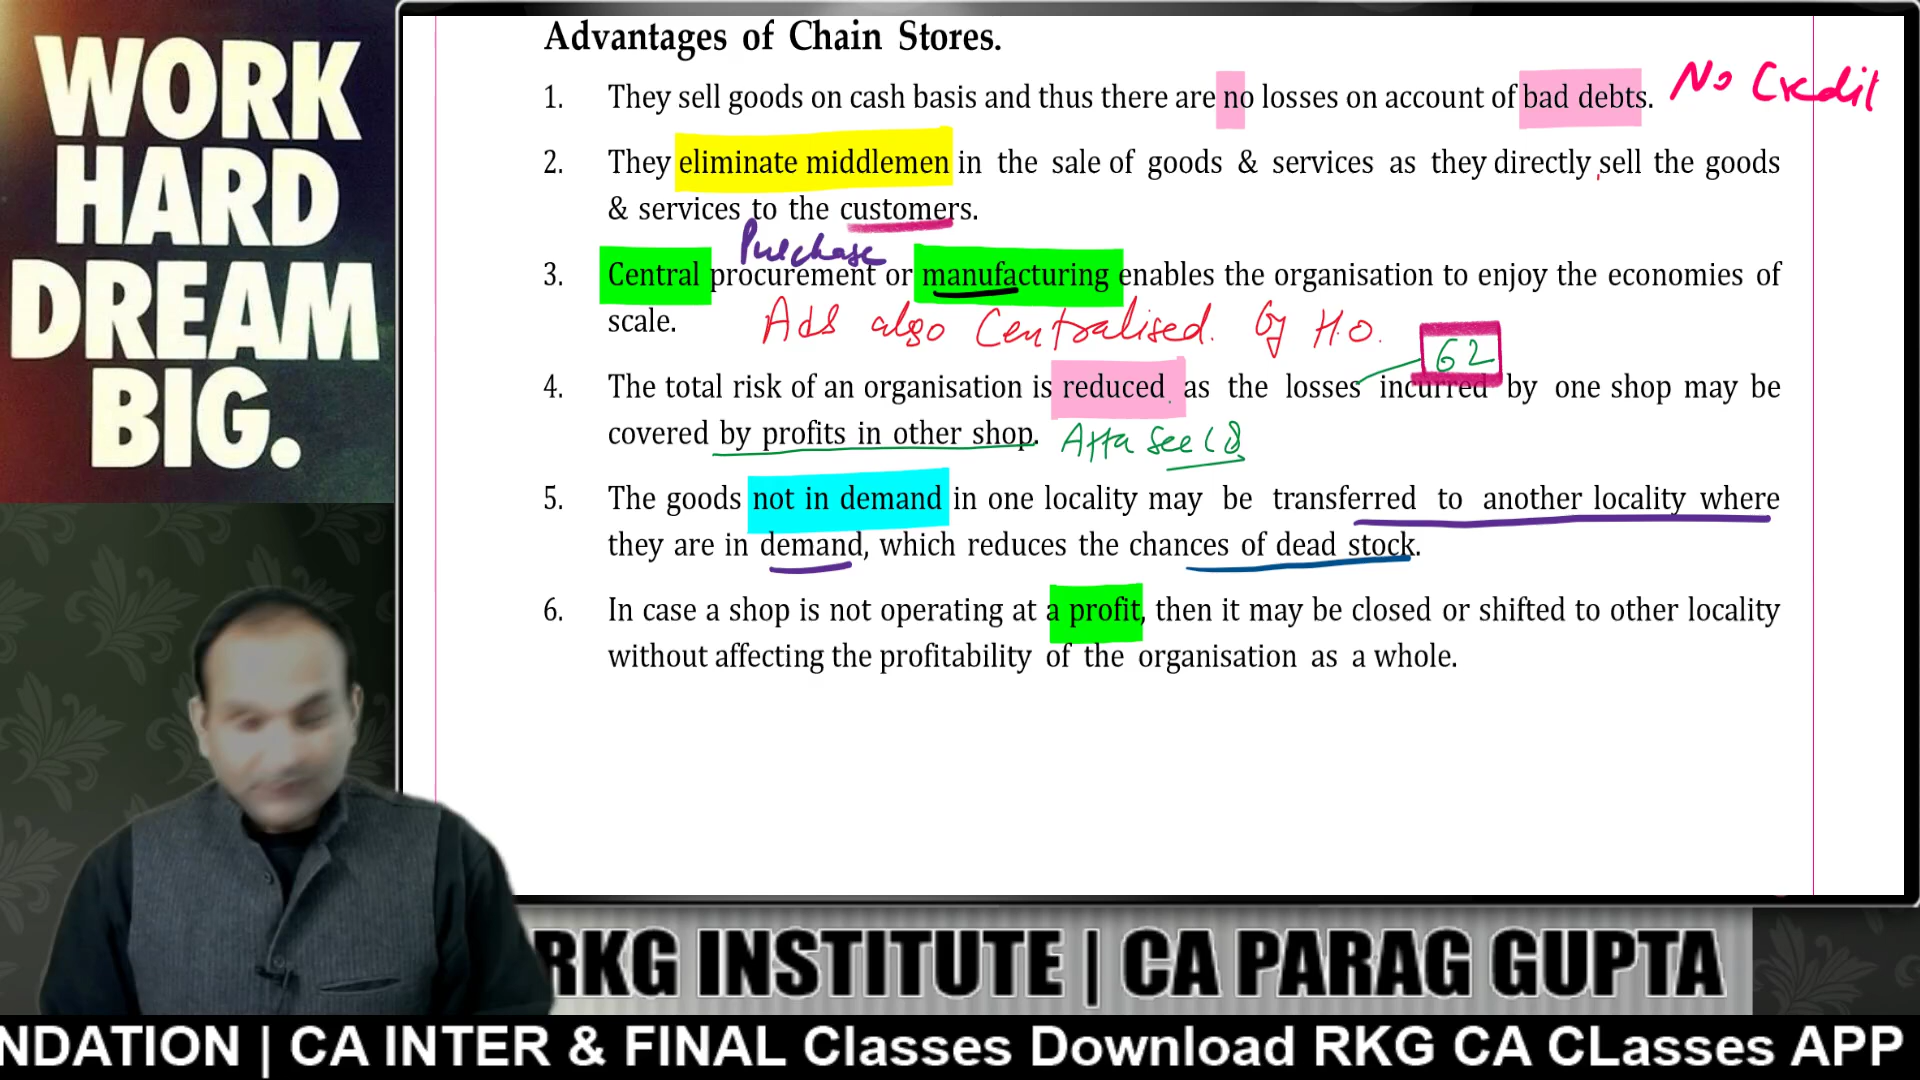 WORK
HARD
DREAM
BIG.
Advantages of Chain Stores.
1. They sell goods on cash basis and thus there are no losses on account of bad debts. No Credit
2. They eliminate middlemen in the sale of goods & services as they directly sell the goods
& services to the customers.
Purchase
3. Central procurement or manufacturing enables the organisation to enjoy the economies of
scale. Ads also Centralised. by H.O.
62
4. The total risk of an organisation is reduced as the losses incurred by one shop may be
covered by profits in other shop. Atta Sec 18
5. The goods not in demand in one locality may be transferred to another locality where
they are in demand, which reduces the chances of dead stock.
6. In case a shop is not operating at a profit, then it may be closed or shifted to other locality
without affecting the profitability of the organisation as a whole.
RKG INSTITUTE | CA PARAG GUPTA
NDATION | CA INTER & FINAL Classes Download RKG CA CLasses APP